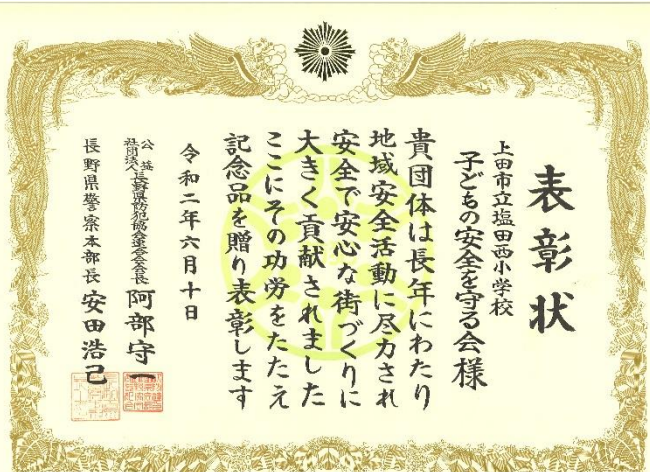 表彰状
上田市立塩田西小学校
子どもの安全を守る会様
貴団体は長年にわたり
地域安全活動に尽力され
安全で安心な街づくりに
大きく貢献されました
ここにその功労をたたえ
記念品を贈り表彰します
令和二年六月十日
公益社団法人長野県防犯協会連合会会長 阿部守一
長野県警察本部長 安田浩己